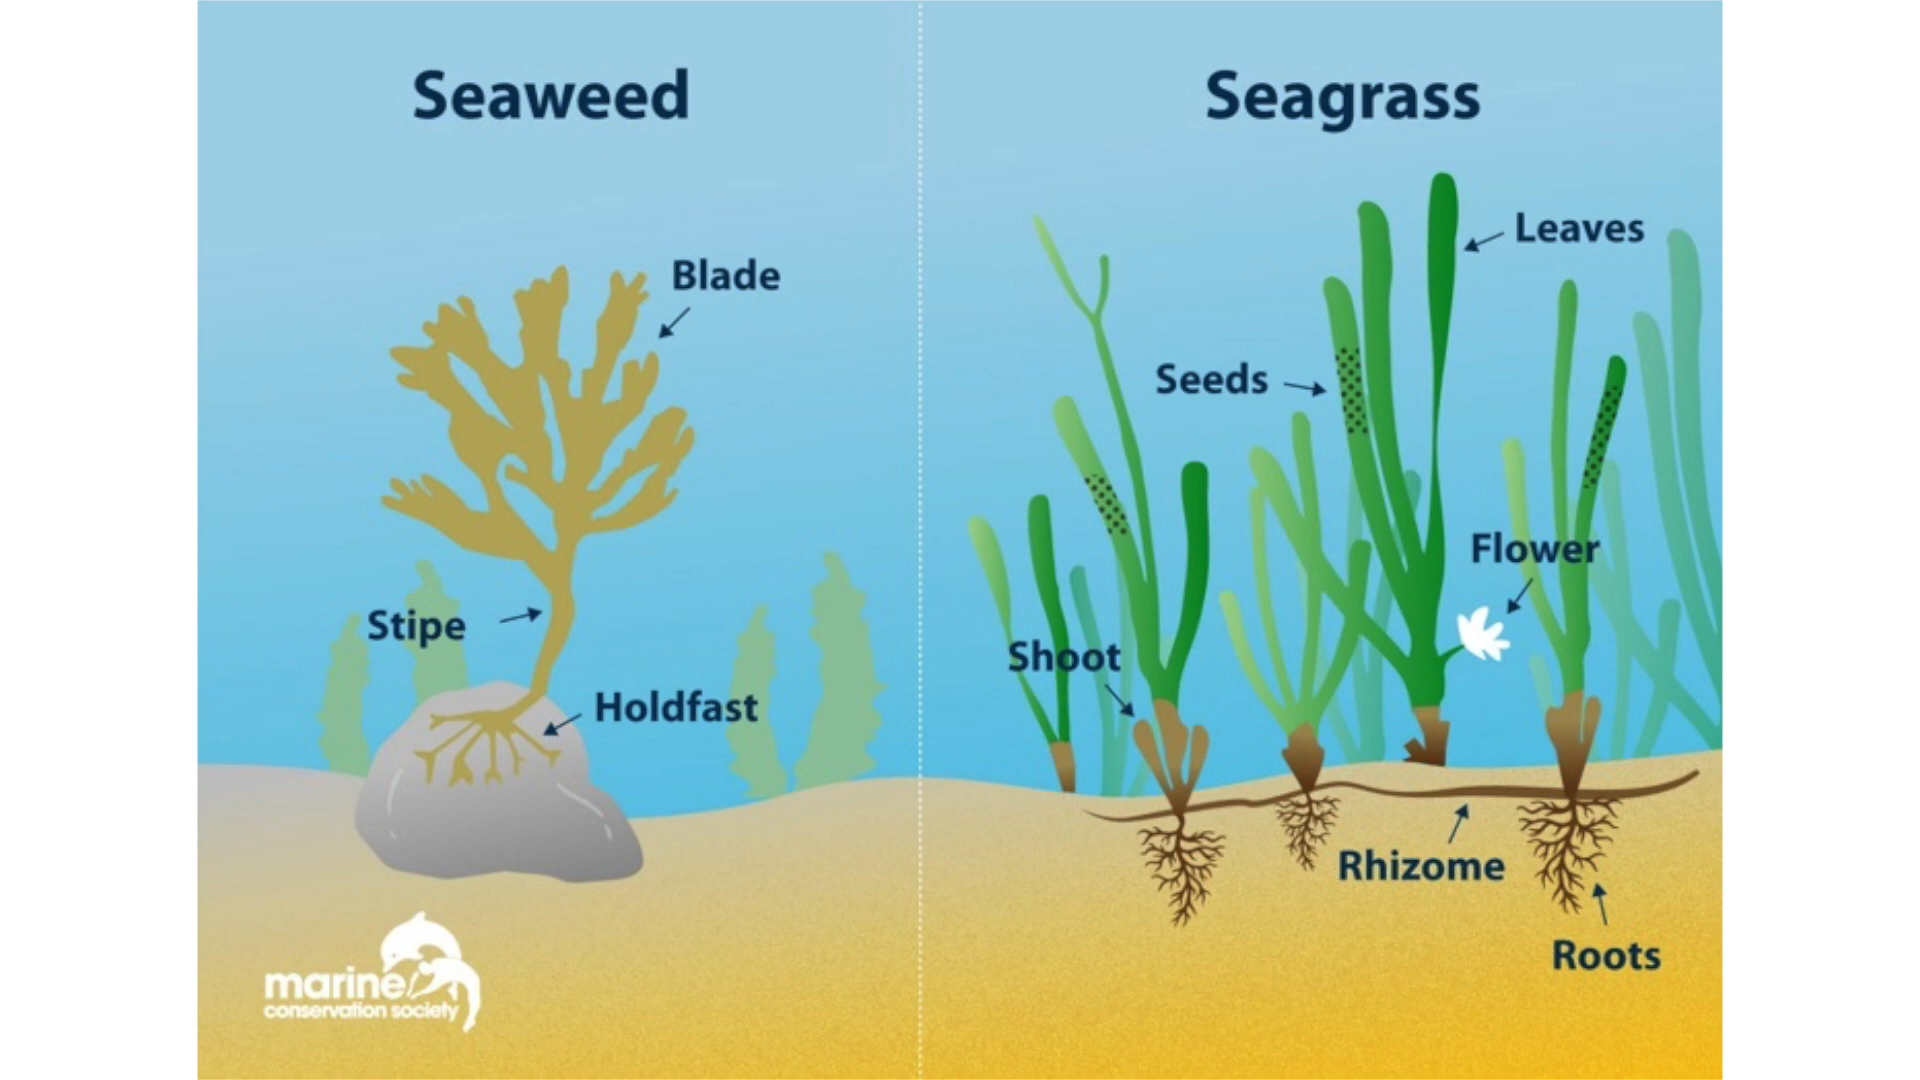 Seaweed
Blade
Stipe
Holdfast
marine
conservation society
Seagrass
Leaves
Seeds
Flower
Shoot
Rhizome
Roots